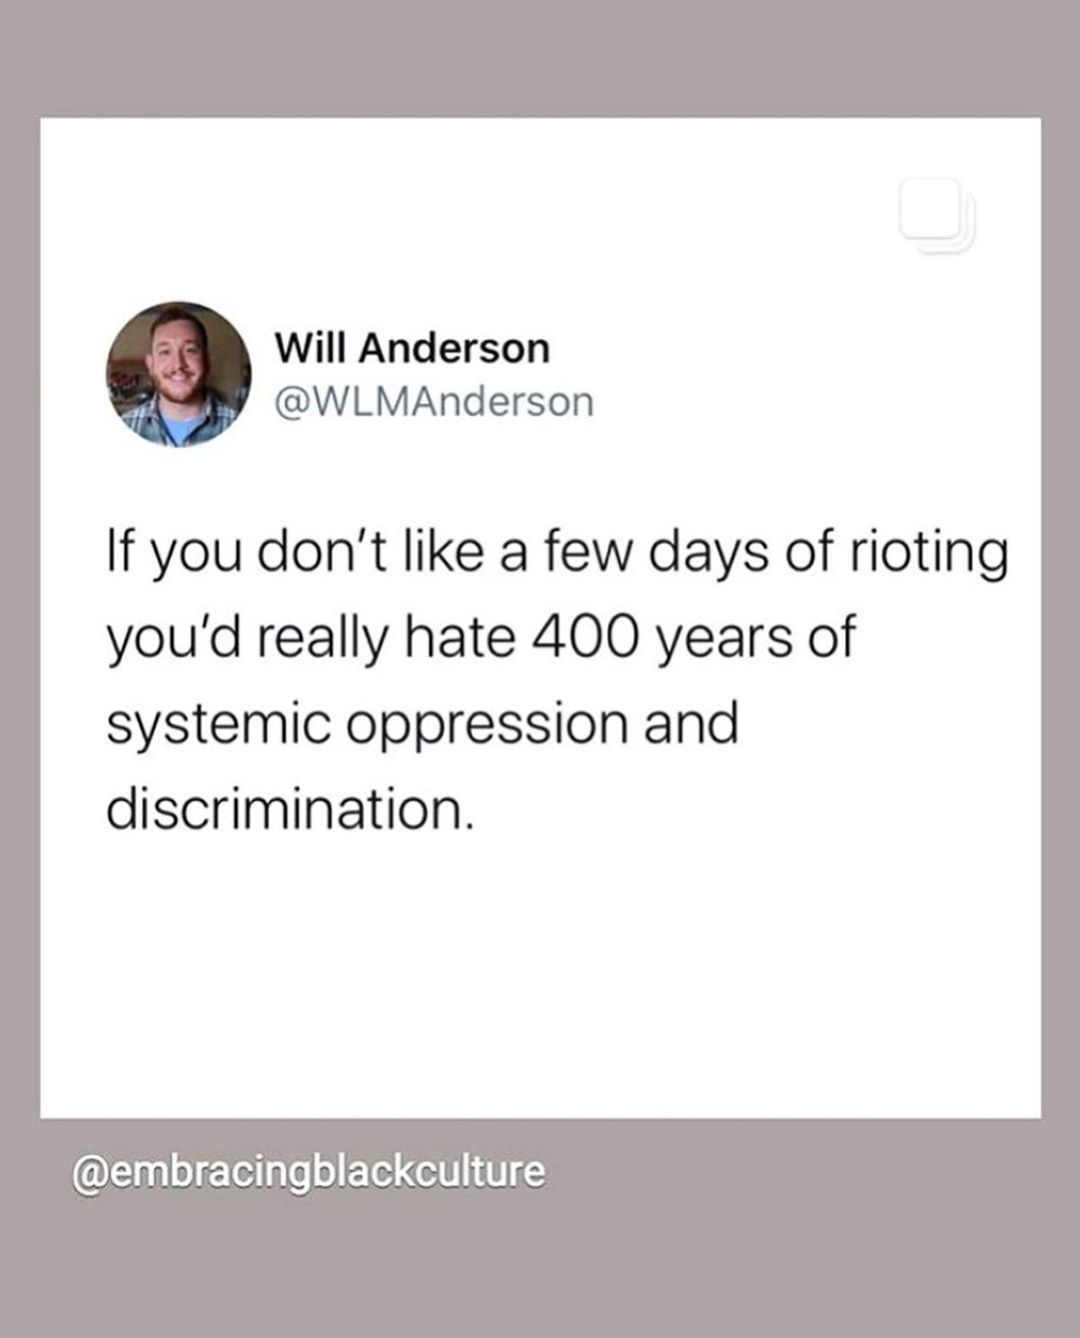 Will Anderson
@WLMAnderson
If you don't like a few days of rioting
you'd really hate 400 years of
systemic oppression and
discrimination.
@embracingblackculture